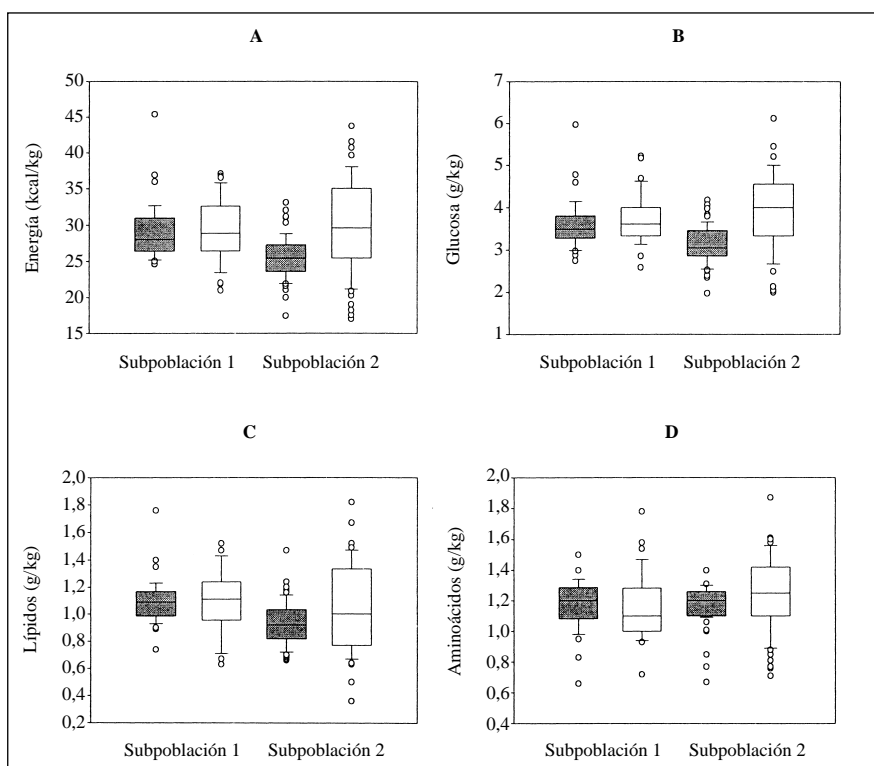 A
50
45
40
35
30
25
20
15
Energía (kcal/kg)
Subpoblación 1
Subpoblación 2
B
7
6
5
4
3
2
1
Glucosa (g/kg)
Subpoblación 1
Subpoblación 2
C
2,0
1,8
1,6
1,4
1,2
1,0
0,8
0,6
0,4
0,2
Lípidos (g/kg)
Subpoblación 1
Subpoblación 2
D
2,0
1,8
1,6
1,4
1,2
1,0
0,8
0,6
0,4
Aminoácidos (g/kg)
Subpoblación 1
Subpoblación 2